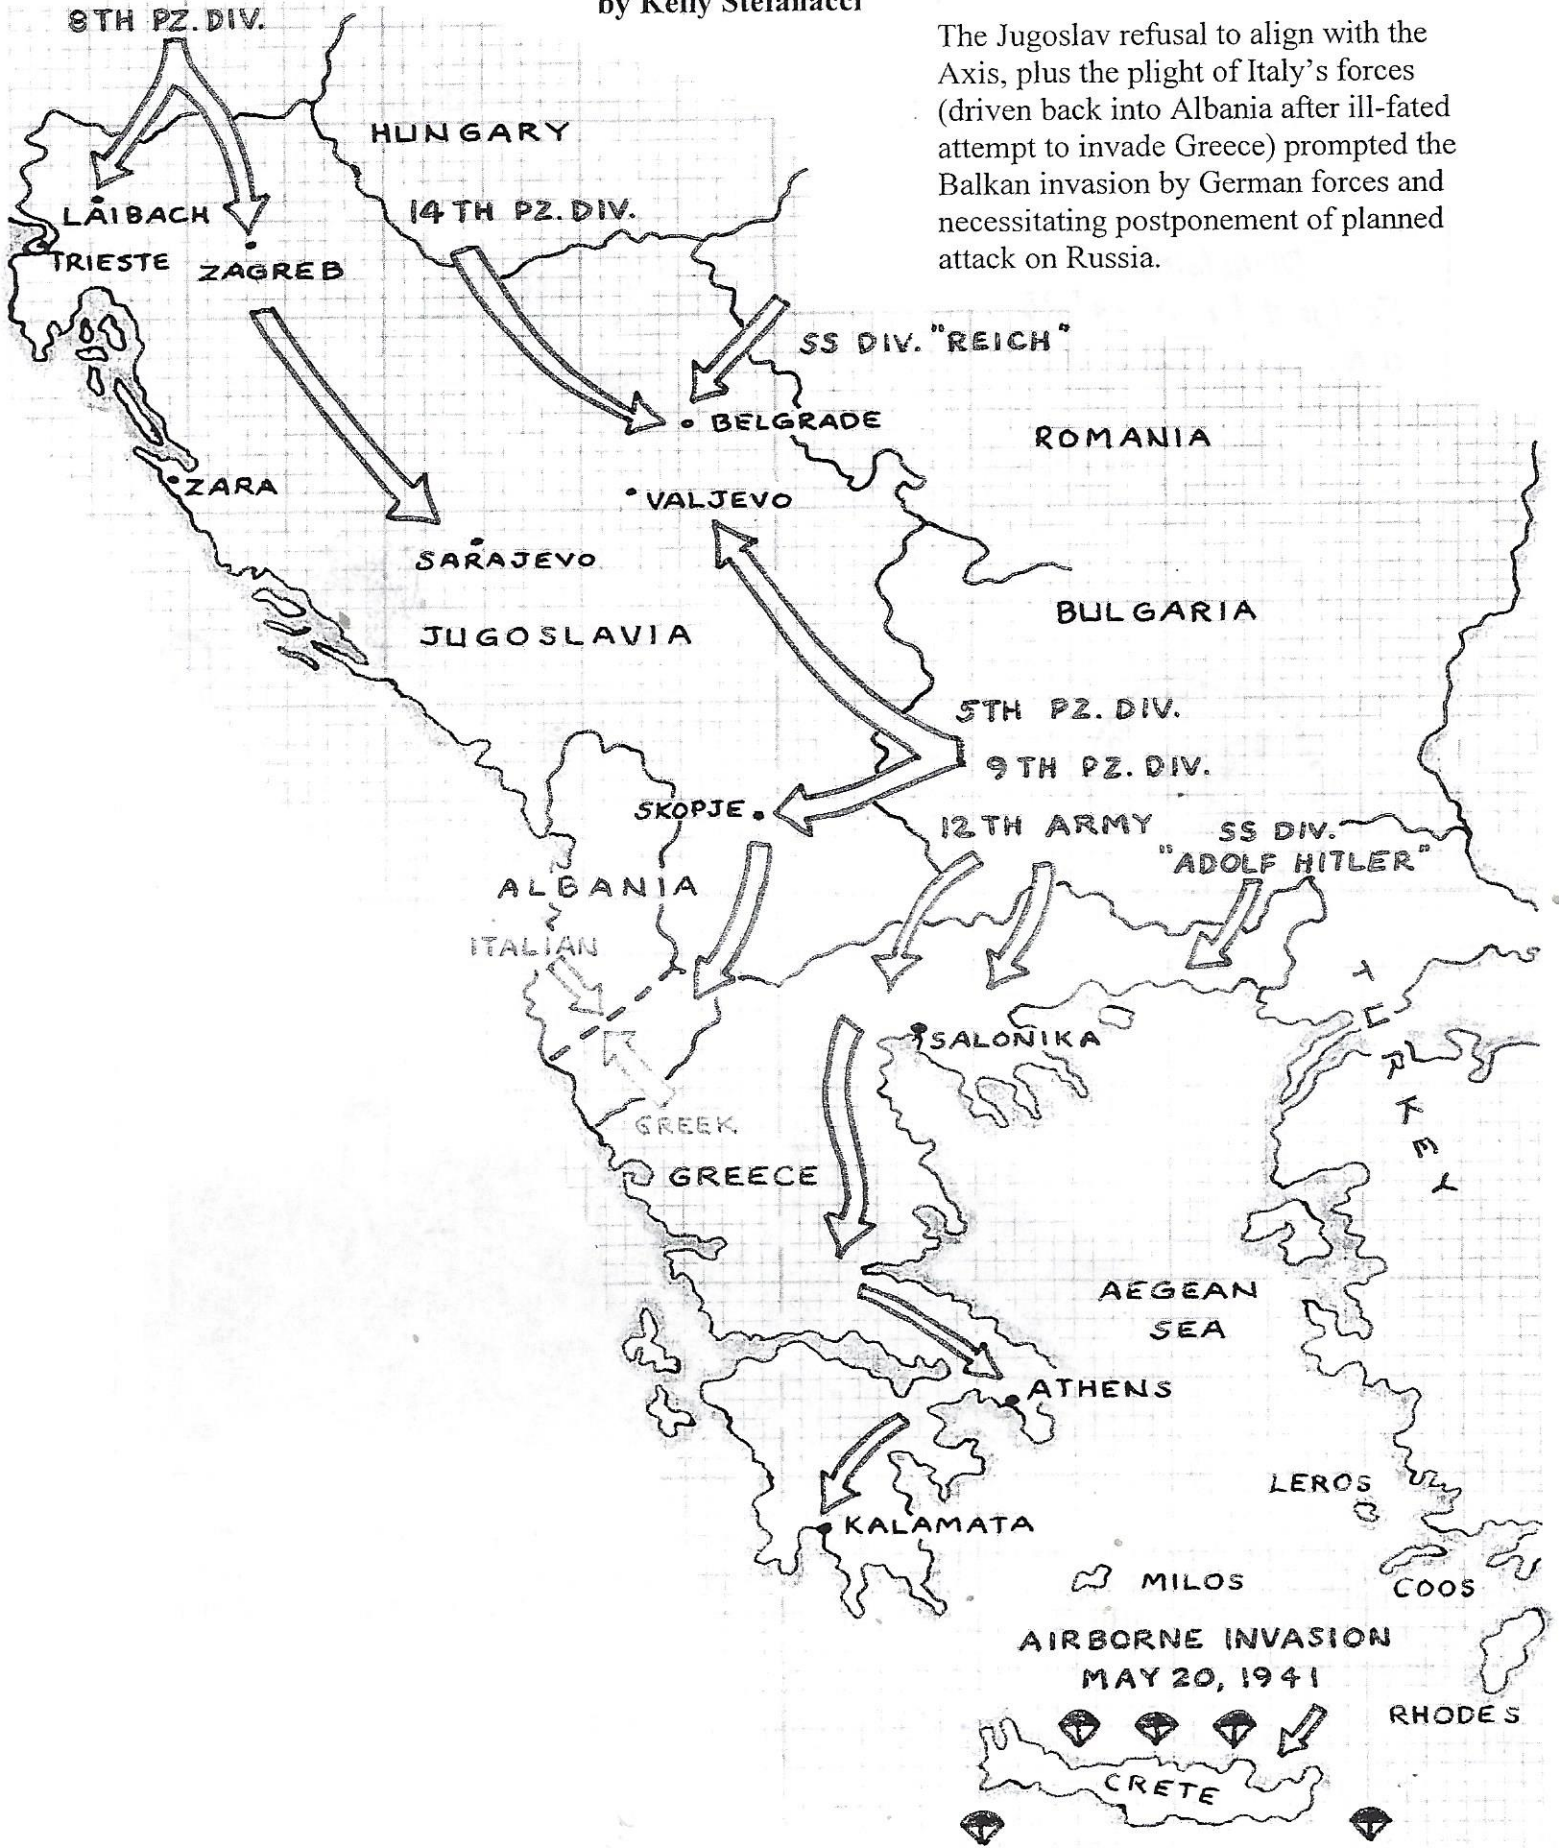 by Kelly Stefanacci
8TH PZ. DIV.
The Jugoslav refusal to align with the
Axis, plus the plight of Italy's forces
(driven back into Albania after ill-fated
attempt to invade Greece) prompted the
Balkan invasion by German forces and
necessitating postponement of planned
attack on Russia.
HUNGARY
LAIBACH
14TH PZ. DIV.
TRIESTE
ZAGREB
SS DIV. "REICH"
BELGRADE
ROMANIA
ZARA
VALJEVO
SARAJEVO
BULGARIA
JUGOSLAVIA
5TH PZ. DIV.
9TH PZ. DIV.
SKOPJE
12TH ARMY
SS DIV.
"ADOLF HITLER"
ALBANIA
ITALIAN
TURKEY
SALONIKA
GREEK
GREECE
AEGEAN
SEA
ATHENS
LEROS
KALAMATA
MILOS
COOS
AIRBORNE INVASION
MAY 20, 1941
RHODES
CRETE